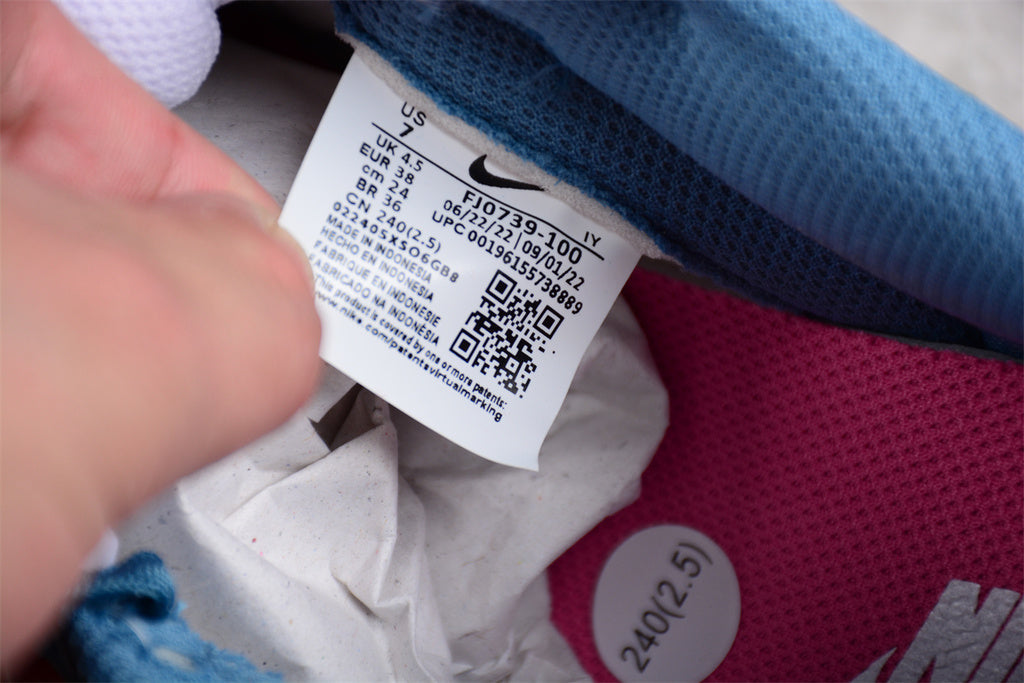 US
7
UK 4.5
EUR 38
cm 24
BR 36
CN 240(2.5)
022405XSO6GB8
FJ0739-100
IY
06/22/22 | 09/01/22
UPC 00196155738889
MADE IN INDONESIA
HECHO EN INDONESIA
FABRIQUE EN INDONESIE
FABRICADO NA INDONÉSIA
This product is covered by one or more patents:
www.nike.com/patentsvirtualmarking
240(2.5)
NI